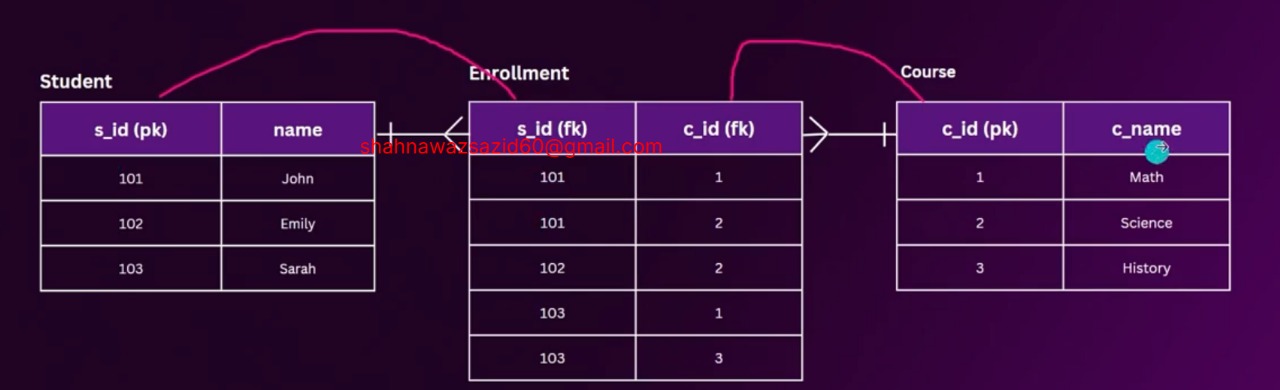 Student
s_id (pk) name
101 John
102 Emily
103 Sarah
Enrollment
s_id (fk) c_id (fk)
shahnawazsazid60@gmail.com
101 1
101 2
102 2
103 1
103 3
Course
c_id (pk) c_name
1 Math
2 Science
3 History